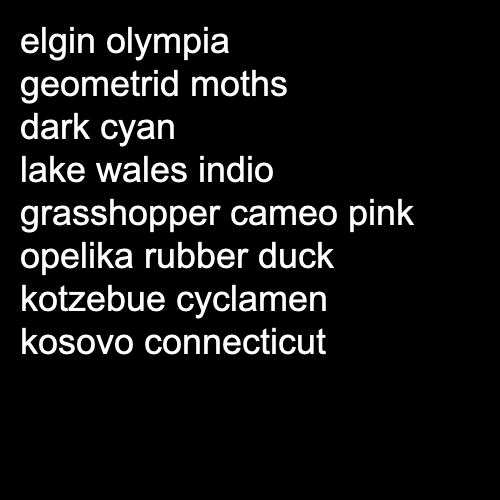 elgin olympia
geometrid moths
dark cyan
lake wales indio
grasshopper cameo pink
opelika rubber duck
kotzebue cyclamen
kosovo connecticut